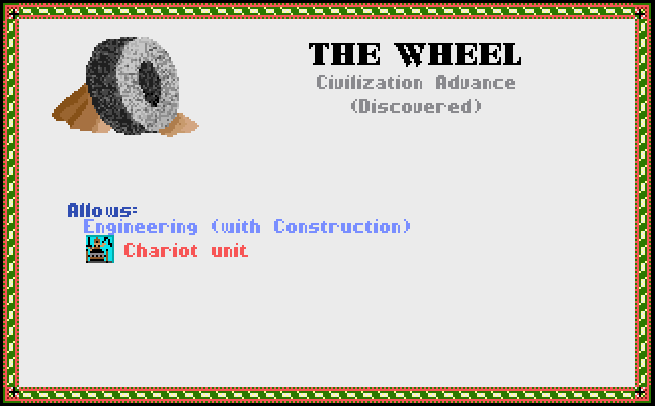 THE WHEEL
Civilization Advance
(Discovered)
Allows:
Engineering (with Construction)
Chariot unit